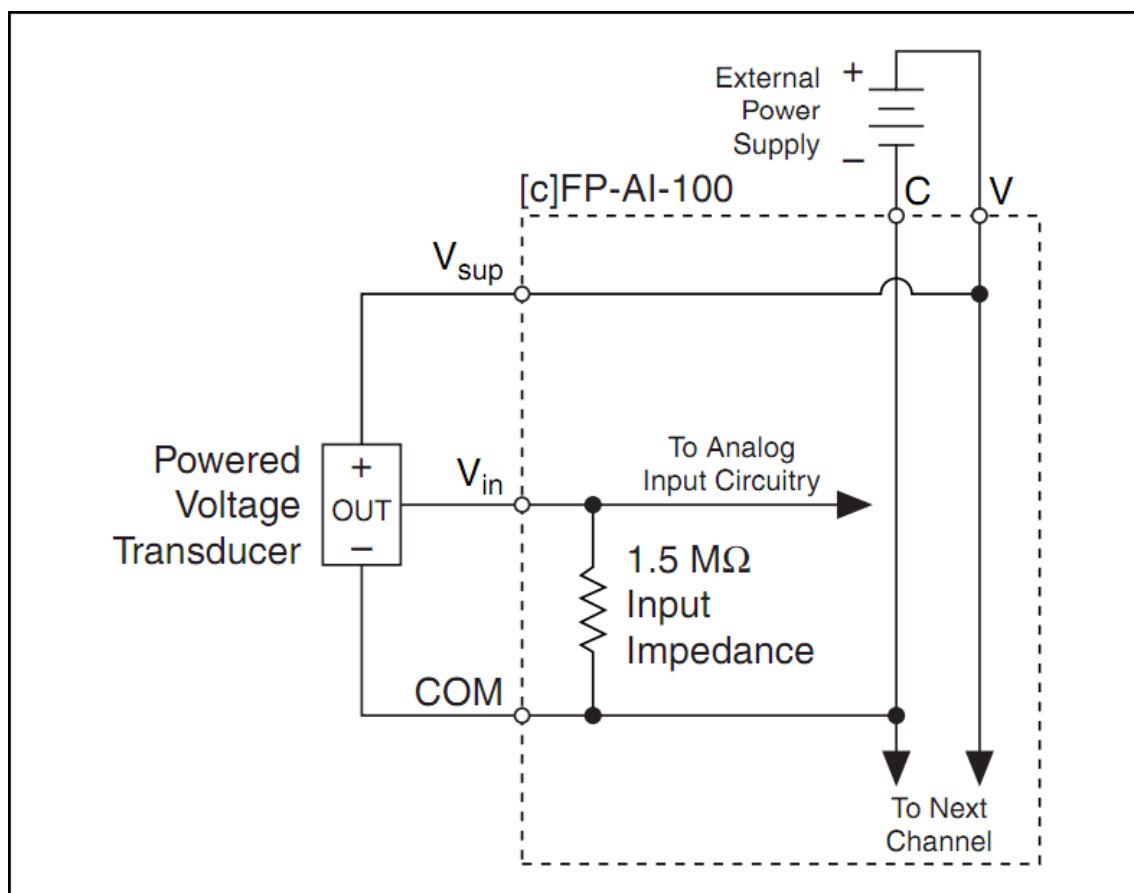 External
Power
Supply
+
−
[c]FP-AI-100
C
V
Vsup
Powered
Voltage
Transducer
+
OUT
−
Vin
To Analog
Input Circuitry
1.5 MΩ
Input
Impedance
COM
To Next
Channel